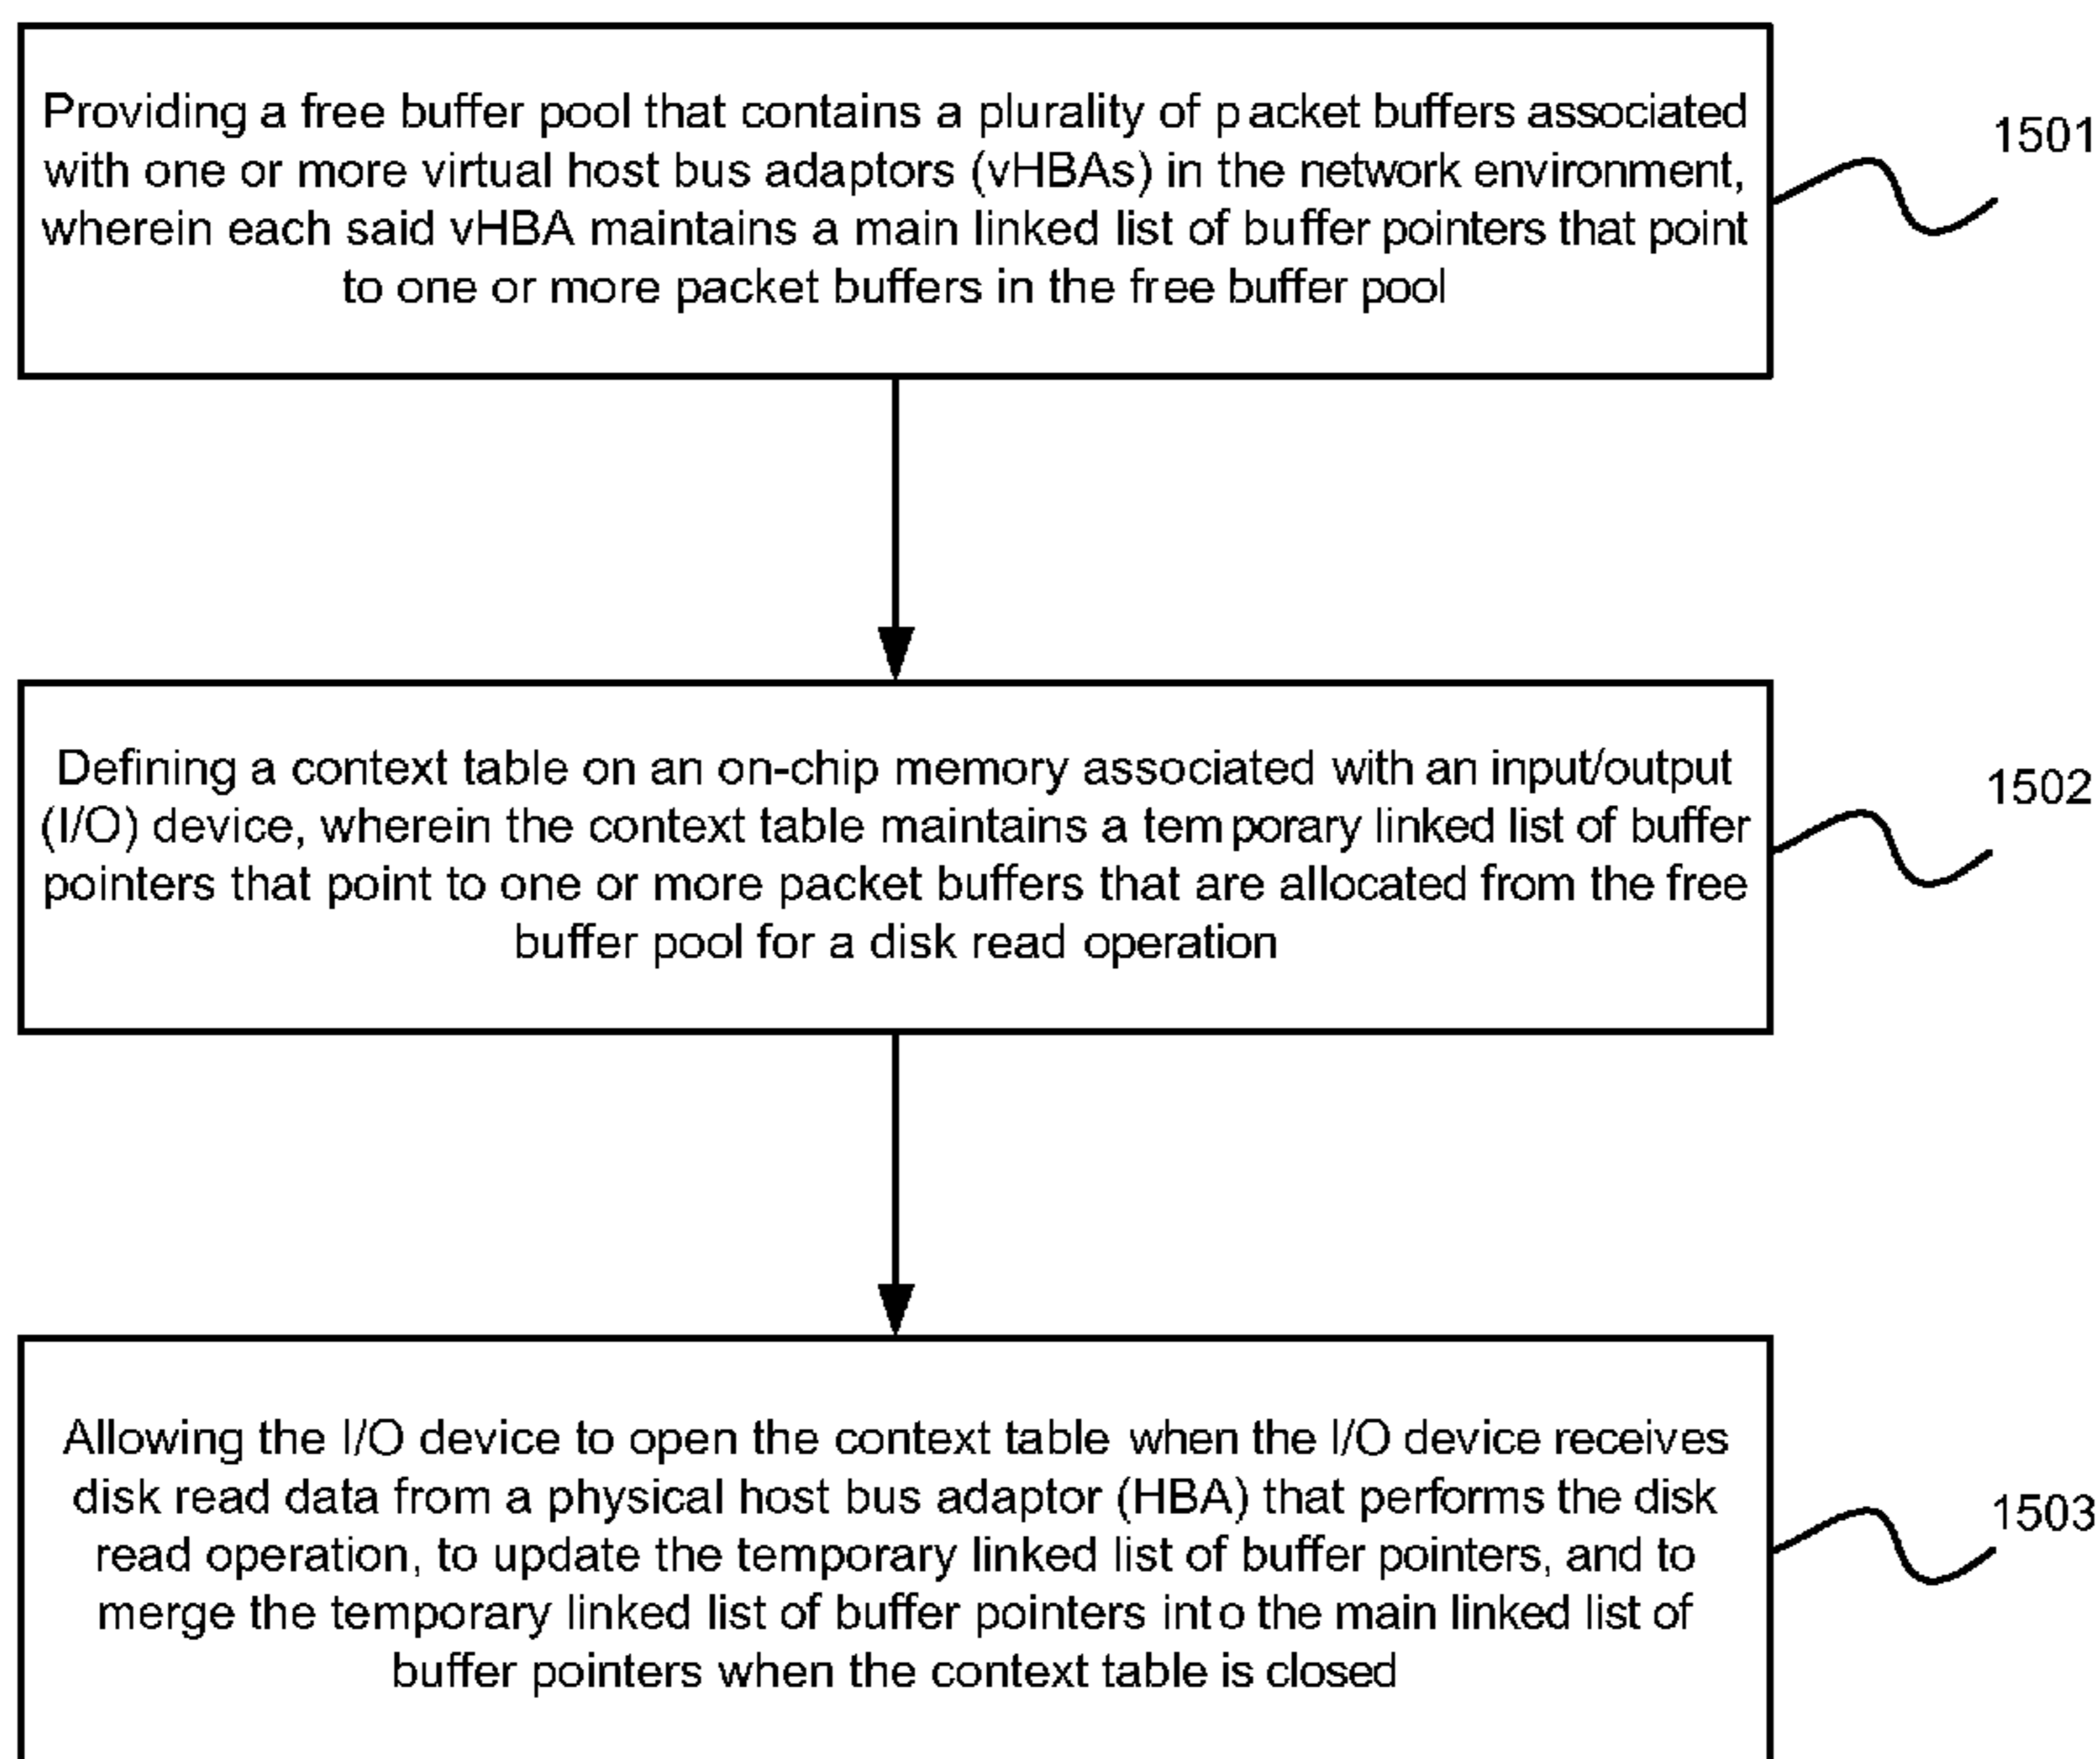 Providing a free buffer pool that contains a plurality of packet buffers associated
with one or more virtual host bus adaptors (vHBAs) in the network environment,
wherein each said vHBA maintains a main linked list of buffer pointers that point
to one or more packet buffers in the free buffer pool
1501
Defining a context table on an on-chip memory associated with an input/output
(I/O) device, wherein the context table maintains a temporary linked list of buffer
pointers that point to one or more packet buffers that are allocated from the free
buffer pool for a disk read operation
1502
Allowing the I/O device to open the context table when the I/O device receives
disk read data from a physical host bus adaptor (HBA) that performs the disk
read operation, to update the temporary linked list of buffer pointers, and to
merge the temporary linked list of buffer pointers into the main linked list of
buffer pointers when the context table is closed
1503